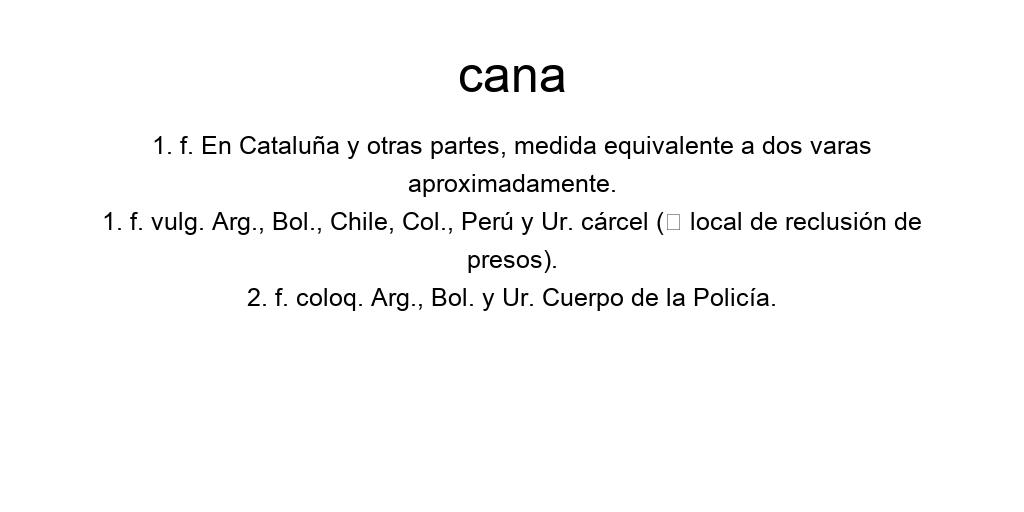 cana
1. f. En Cataluña y otras partes, medida equivalente a dos varas
aproximadamente.
1. f. vulg. Arg., Bol., Chile, Col., Perú y Ur. cárcel (□ local de reclusión de
presos).
2. f. coloq. Arg., Bol. y Ur. Cuerpo de la Policía.